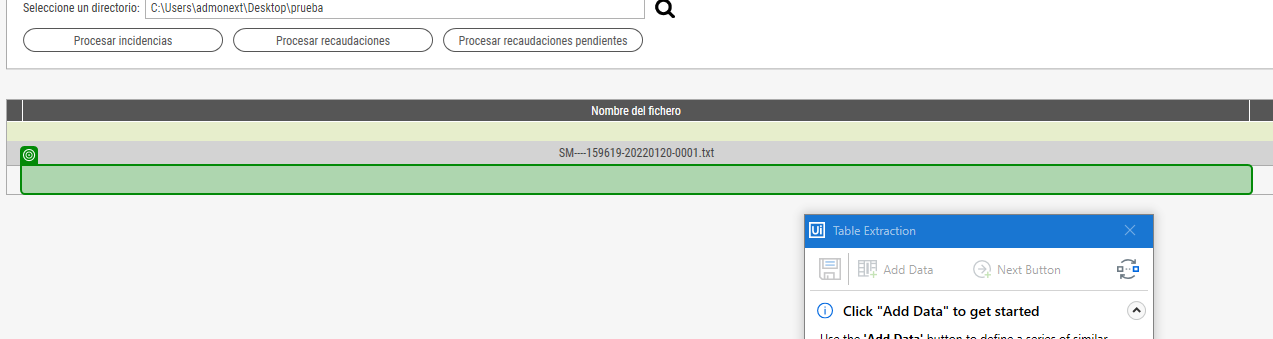 Seleccione un directorio: C:\Users\admonext\Desktop\prueba
Procesar incidencias Procesar recaudaciones Procesar recaudaciones pendientes
Nombre del fichero
SM----159619-20220120-0001.txt
Ui Table Extraction
Add Data Next Button
Click "Add Data" to get started
Use the 'Add Data' button to define a series of similar